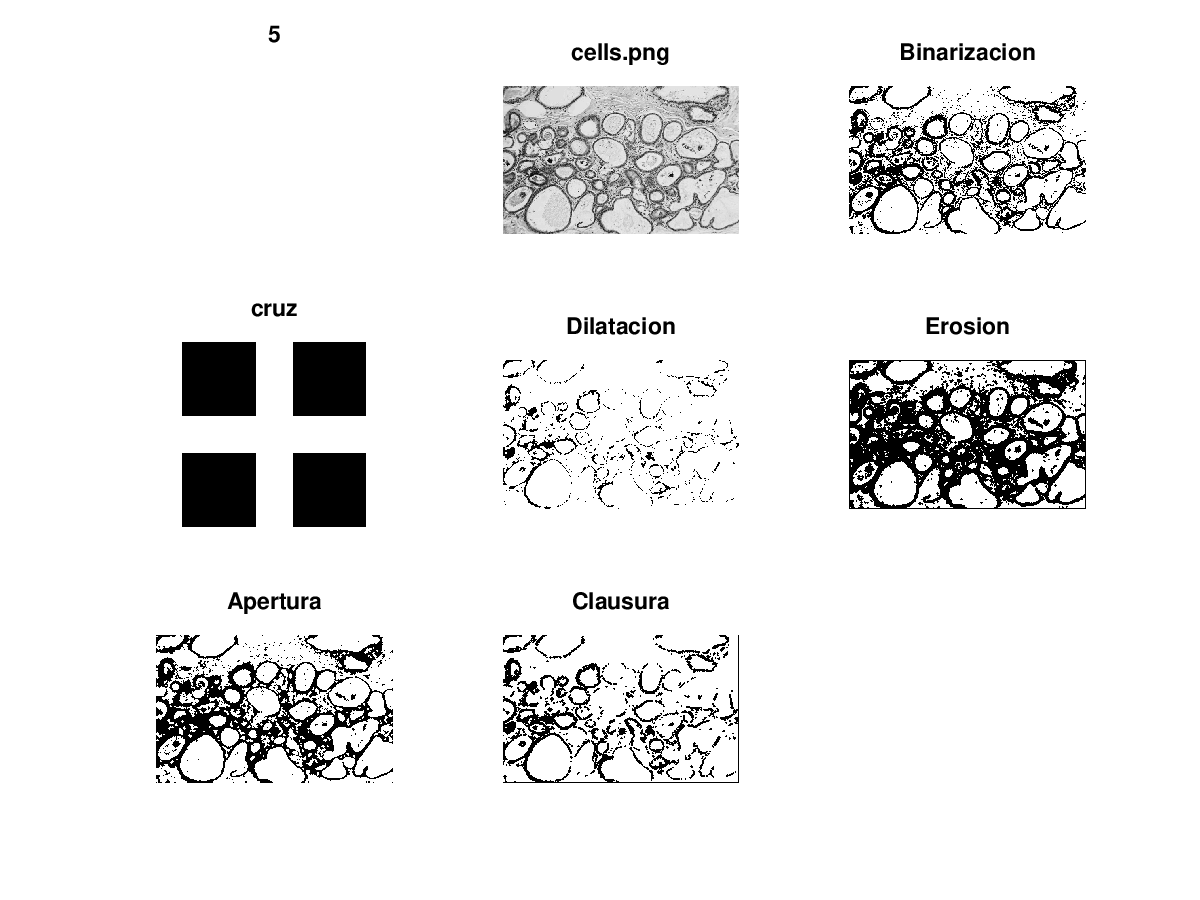 5
cells.png
Binarizacion
cruz
Dilatacion
Erosion
Apertura
Clausura